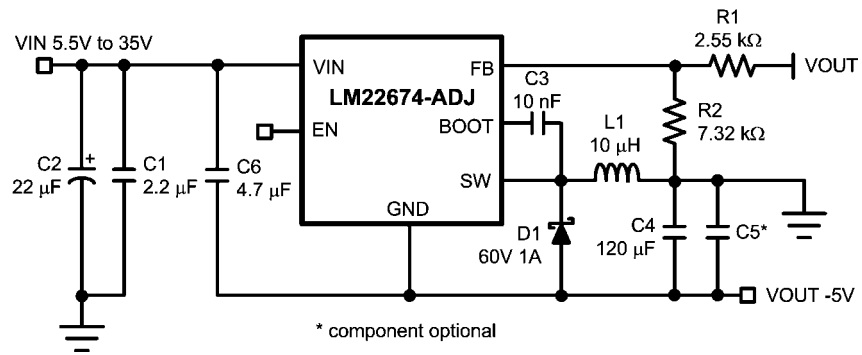 R1
VIN 5.5V to 35V
2.55 kΩ
VIN
FB
VOUT
C3
LM22674-ADJ
10 nF
L1
R2
EN
BOOT
10 μH
7.32 kΩ
C2
+
C1
C6
SW
22 μF
2.2 μF
4.7 μF
GND
D1
C4
C5*
60V 1A
120 μF
VOUT -5V
* component optional